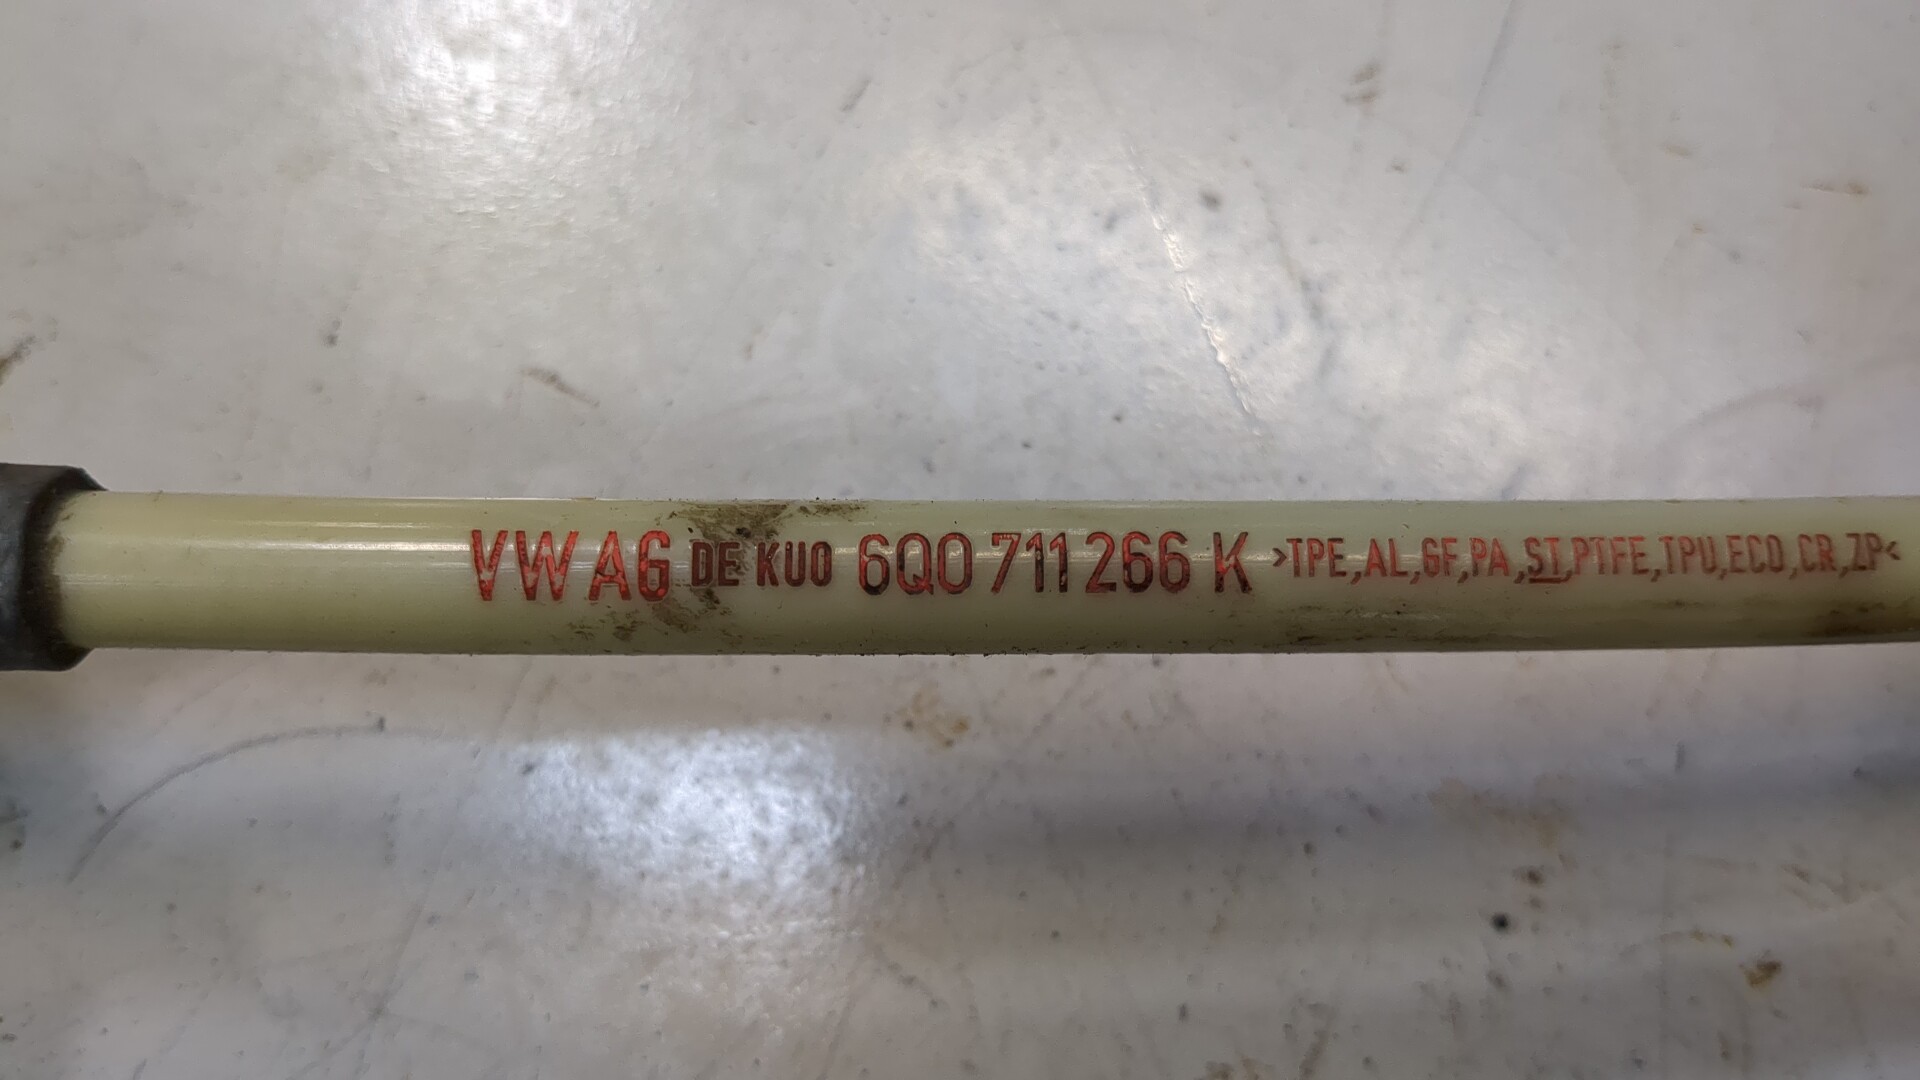 VW AG DE KUO 6Q0 711 266 K >TPE,AL,GF,PA,ST,PTFE,TPU,ECO,CR,ZP<